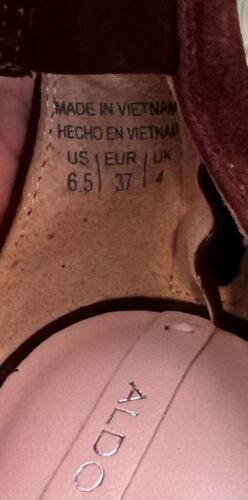 MADE IN VIETNAM
HECHO EN VIETNAM
US | EUR | UK
6.5 | 37 | 4
ALDO